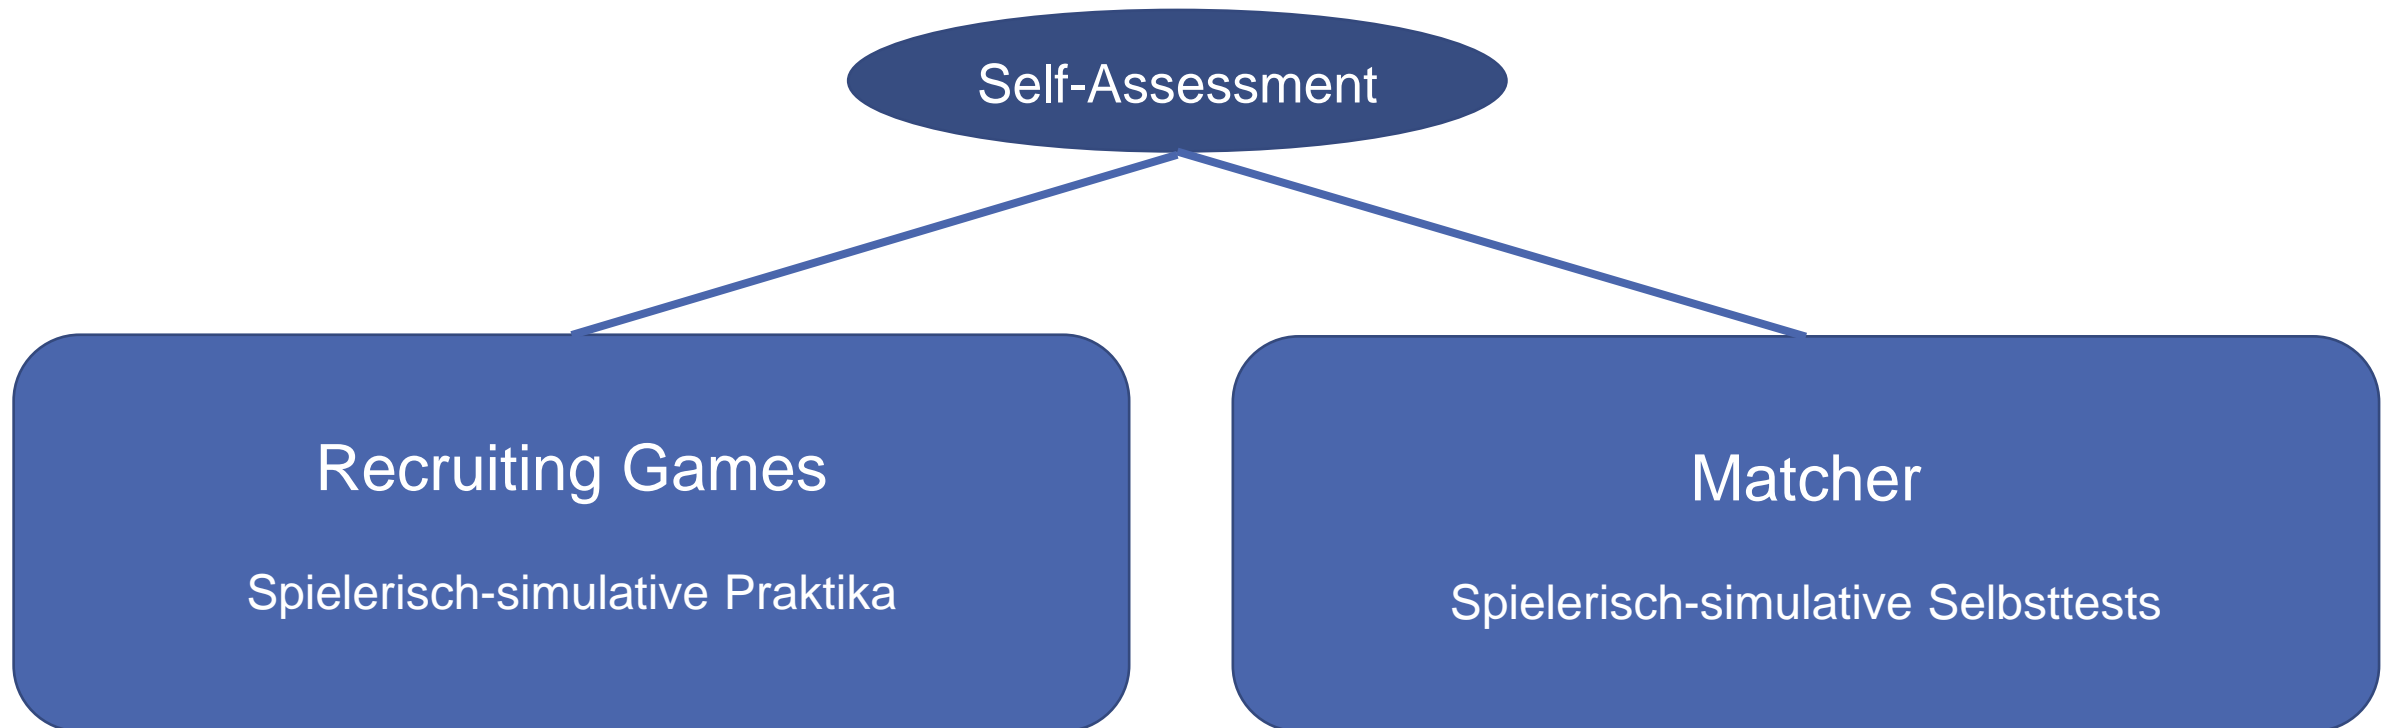 Self-Assessment
Recruiting Games
Spielerisch-simulative Praktika
Matcher
Spielerisch-simulative Selbsttests